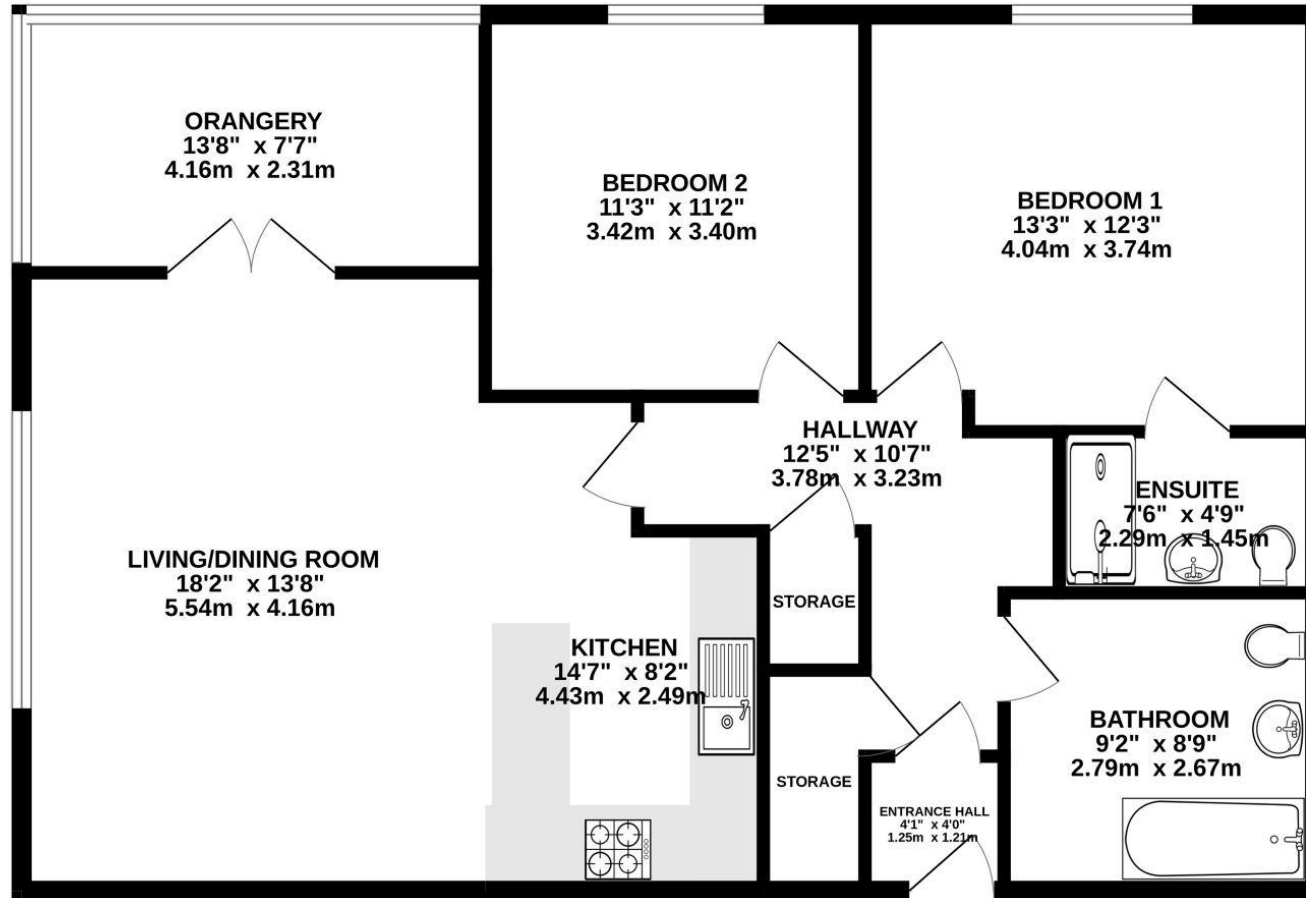 ORANGERY
13'8" x 7'7"
4.16m x 2.31m
BEDROOM 2
11'3" x 11'2"
3.42m x 3.40m
BEDROOM 1
13'3" x 12'3"
4.04m x 3.74m
HALLWAY
12'5" x 10'7"
3.78m x 3.23m
ENSUITE
7'6" x 4'9"
2.29m x 1.45m
LIVING/DINING ROOM
18'2" x 13'8"
5.54m x 4.16m
STORAGE
KITCHEN
14'7" x 8'2"
4.43m x 2.49m
BATHROOM
9'2" x 8'9"
2.79m x 2.67m
STORAGE
ENTRANCE HALL
4'1" x 4'0"
1.25m x 1.21m